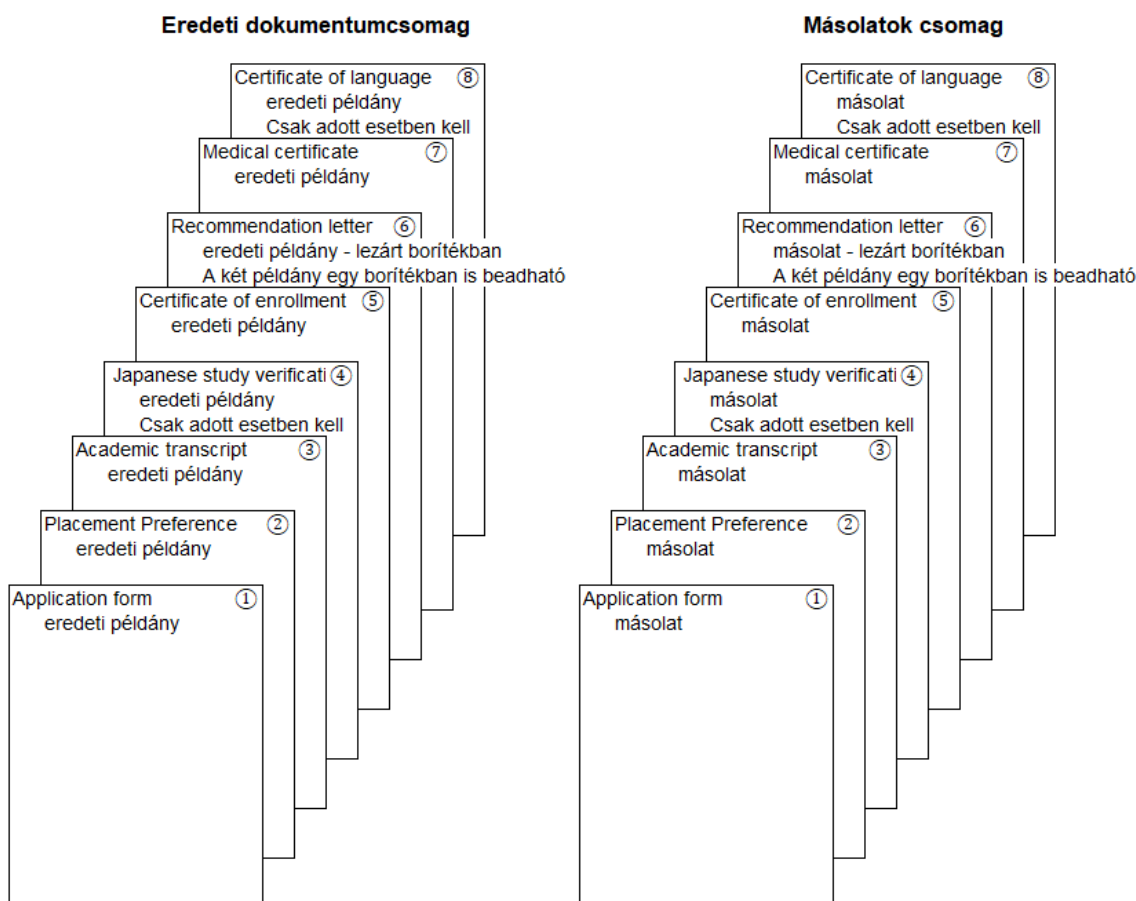 Eredeti dokumentumcsomag
Certificate of language ⑧
eredeti példány
Csak adott esetben kell
Medical certificate ⑦
eredeti példány
Recommendation letter ⑥
eredeti példány - lezárt borítékban
A két példány egy borítékban is beadható
Certificate of enrollment ⑤
eredeti példány
Japanese study verificati ④
eredeti példány
Csak adott esetben kell
Academic transcript ③
eredeti példány
Placement Preference ②
eredeti példány
Application form ①
eredeti példány
Másolatok csomag
Certificate of language ⑧
másolat
Csak adott esetben kell
Medical certificate ⑦
másolat
Recommendation letter ⑥
másolat - lezárt borítékban
A két példány egy borítékban is beadható
Certificate of enrollment ⑤
másolat
Japanese study verificati ④
másolat
Csak adott esetben kell
Academic transcript ③
másolat
Placement Preference ②
másolat
Application form ①
másolat